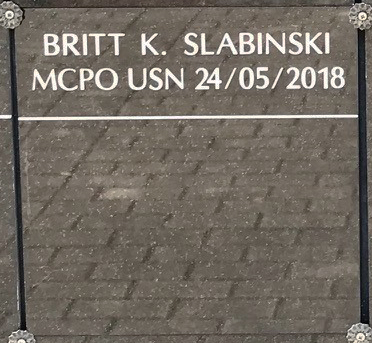 BRITT K. SLABINSKI
MCPO USN 24/05/2018